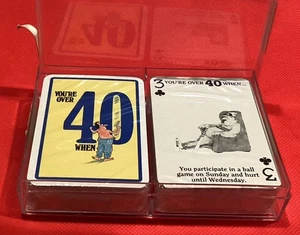 40
YOU'RE
OVER
40
WHEN
3
YOU'RE OVER 40 WHEN...
You participate in a ball
game on Sunday and hurt
until Wednesday.
3